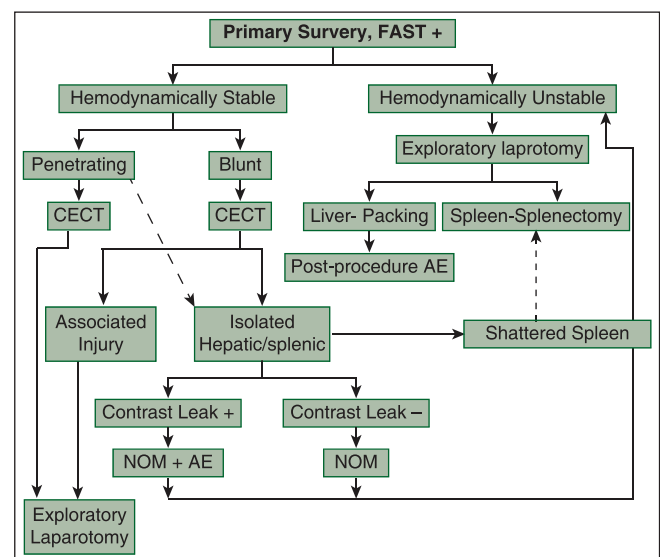 Primary Survery, FAST +
Hemodynamically Stable
Hemodynamically Unstable
Penetrating
Blunt
Exploratory laprotomy
CECT
CECT
Liver- Packing
Spleen-Splenectomy
Post-procedure AE
Associated
Injury
Isolated
Hepatic/splenic
Shattered Spleen
Contrast Leak +
Contrast Leak –
NOM + AE
NOM
Exploratory
Laparotomy